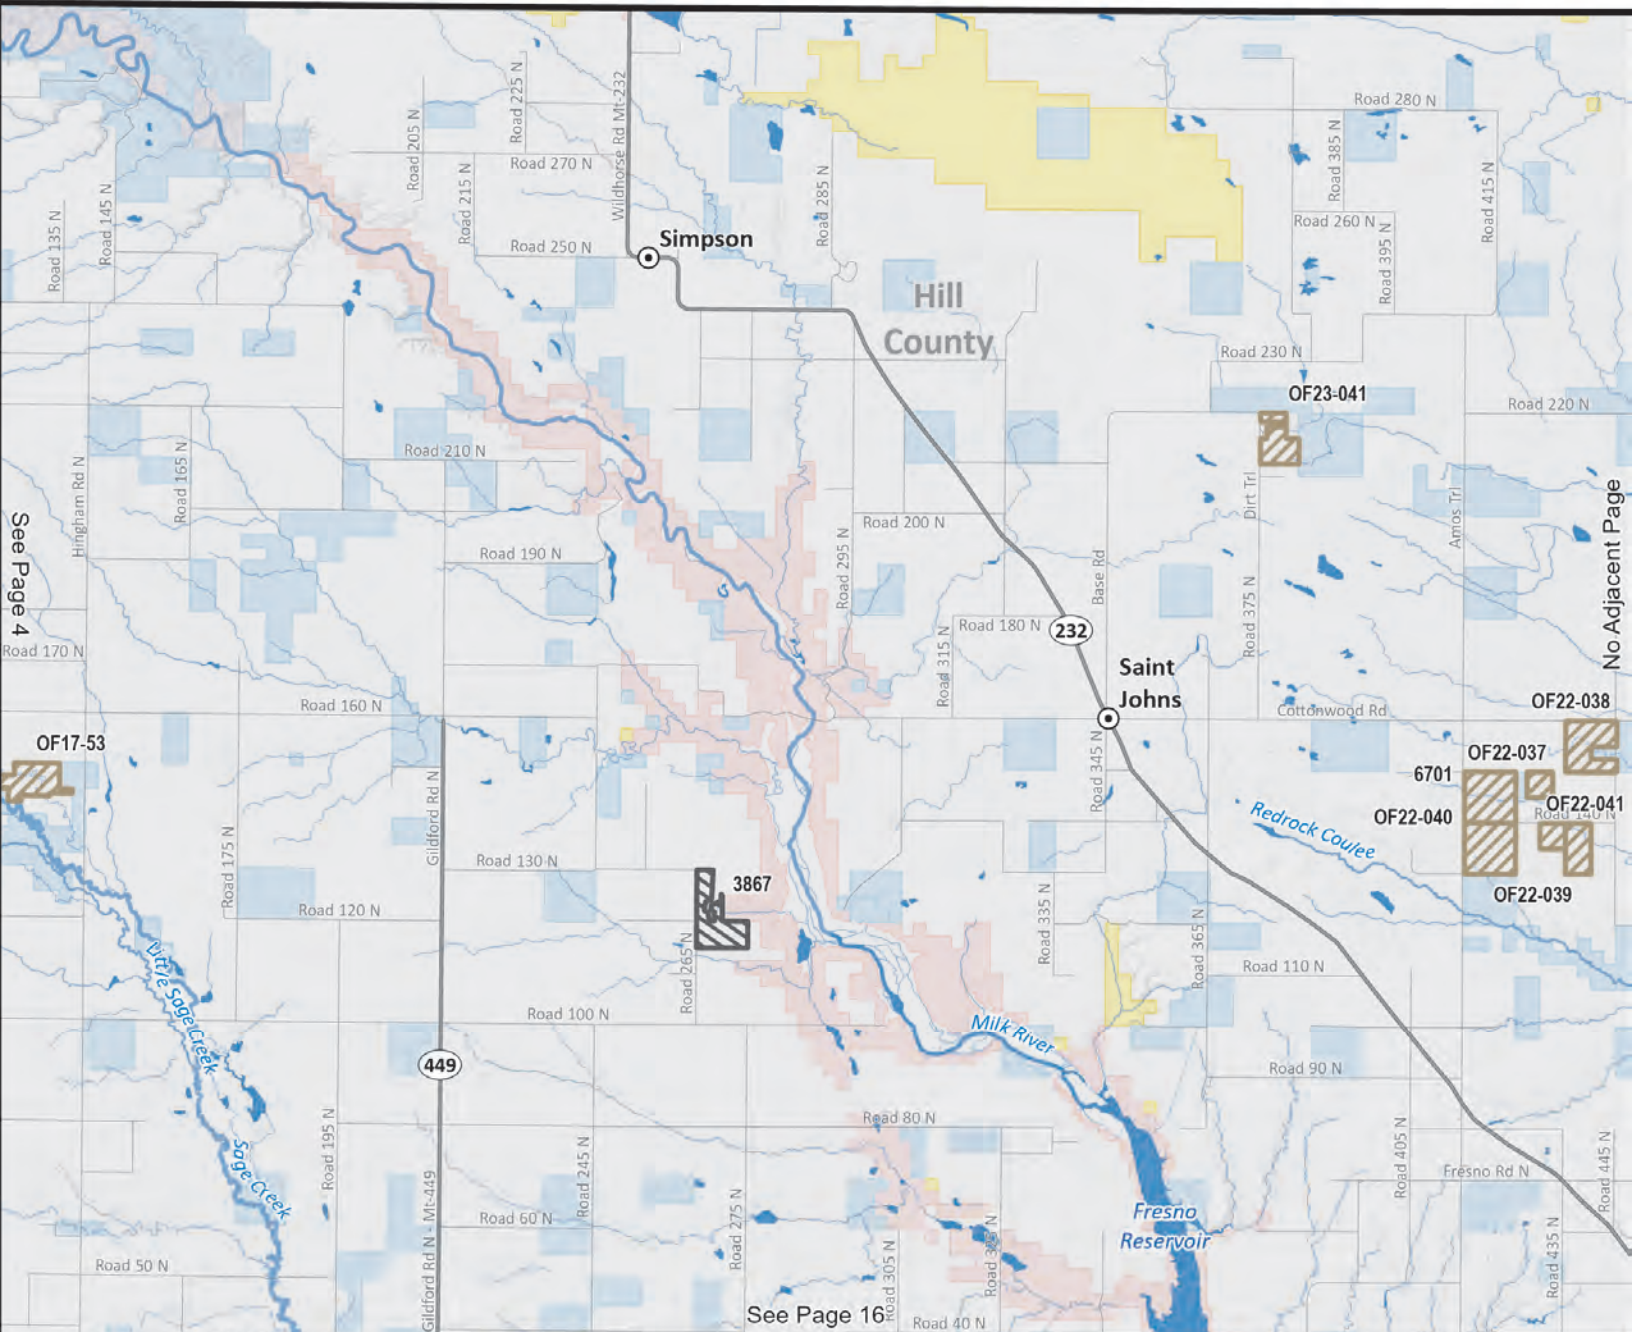 Road 225 N
Road 205 N
Wildhorse Rd Mt-232
Road 280 N
Road 385 N
Road 270 N
Road 215 N
Road 145 N
Road 135 N
Road 285 N
Road 415 N
Road 260 N
Road 395 N
Road 250 N
Simpson
Hill
County
Road 230 N
OF23-041
Road 220 N
Road 210 N
Road 165 N
Hingham Rd N
Dirt Trl
Amos Trl
See Page 4
No Adjacent Page
Road 200 N
Road 190 N
Road 295 N
Base Rd
Road 375 N
Road 180 N
232
Road 315 N
Road 170 N
Saint
Johns
Road 160 N
Cottonwood Rd
OF22-038
OF17-53
OF22-037
6701
Road 345 N
Gildford Rd N
OF22-041
Road 140 N
OF22-040
Redrock Coulee
Road 175 N
Road 130 N
3867
OF22-039
Road 120 N
Road 335 N
Road 365 N
Road 265 N
Road 110 N
Little Sage Creek
Road 100 N
Milk River
449
Road 90 N
Road 80 N
Road 195 N
Road 245 N
Sage Creek
Road 405 N
Road 445 N
Fresno Rd N
Gildford Rd N - Mt-449
Road 60 N
Road 275 N
Fresno
Reservoir
Road 305 N
Road 435 N
Road 50 N
See Page 16
Road 40 N